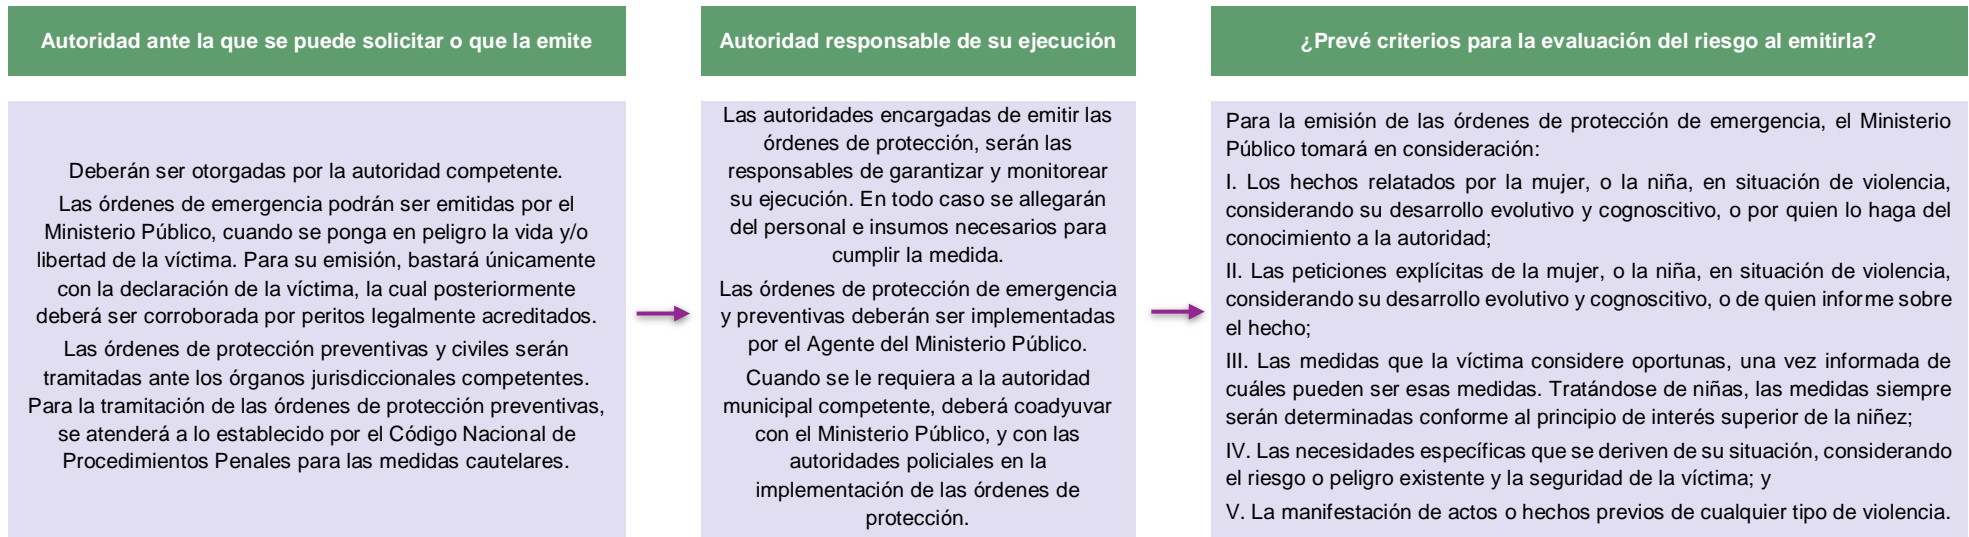 Autoridad ante la que se puede solicitar o que la emite
Deberán ser otorgadas por la autoridad competente.
Las órdenes de emergencia podrán ser emitidas por el
Ministerio Público, cuando se ponga en peligro la vida y/o
libertad de la víctima. Para su emisión, bastará únicamente
con la declaración de la víctima, la cual posteriormente
deberá ser corroborada por peritos legalmente acreditados.
Las órdenes de protección preventivas y civiles serán
tramitadas ante los órganos jurisdiccionales competentes.
Para la tramitación de las órdenes de protección preventivas,
se atenderá a lo establecido por el Código Nacional de
Procedimientos Penales para las medidas cautelares.
Autoridad responsable de su ejecución
Las autoridades encargadas de emitir las
órdenes de protección, serán las
responsables de garantizar y monitorear
su ejecución. En todo caso se allegarán
del personal e insumos necesarios para
cumplir la medida.
Las órdenes de protección de emergencia
y preventivas deberán ser implementadas
por el Agente del Ministerio Público.
Cuando se le requiera a la autoridad
municipal competente, deberá coadyuvar
con el Ministerio Público, y con las
autoridades policiales en la
implementación de las órdenes de
protección.
¿Prevé criterios para la evaluación del riesgo al emitirla?
Para la emisión de las órdenes de protección de emergencia, el Ministerio
Público tomará en consideración:
I. Los hechos relatados por la mujer, o la niña, en situación de violencia,
considerando su desarrollo evolutivo y cognoscitivo, o por quien lo haga del
conocimiento a la autoridad;
II. Las peticiones explícitas de la mujer, o la niña, en situación de violencia,
considerando su desarrollo evolutivo y cognoscitivo, o de quien informe sobre
el hecho;
III. Las medidas que la víctima considere oportunas, una vez informada de
cuáles pueden ser esas medidas. Tratándose de niñas, las medidas siempre
serán determinadas conforme al principio de interés superior de la niñez;
IV. Las necesidades específicas que se deriven de su situación, considerando
el riesgo o peligro existente y la seguridad de la víctima; y
V. La manifestación de actos o hechos previos de cualquier tipo de violencia.